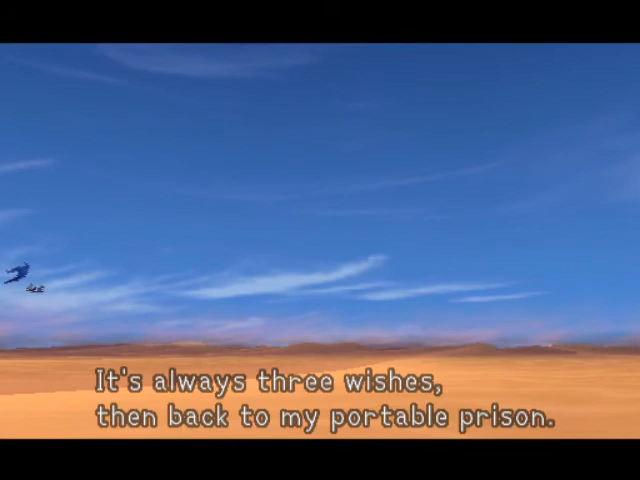 It's always three wishes,
then back to my portable prison.